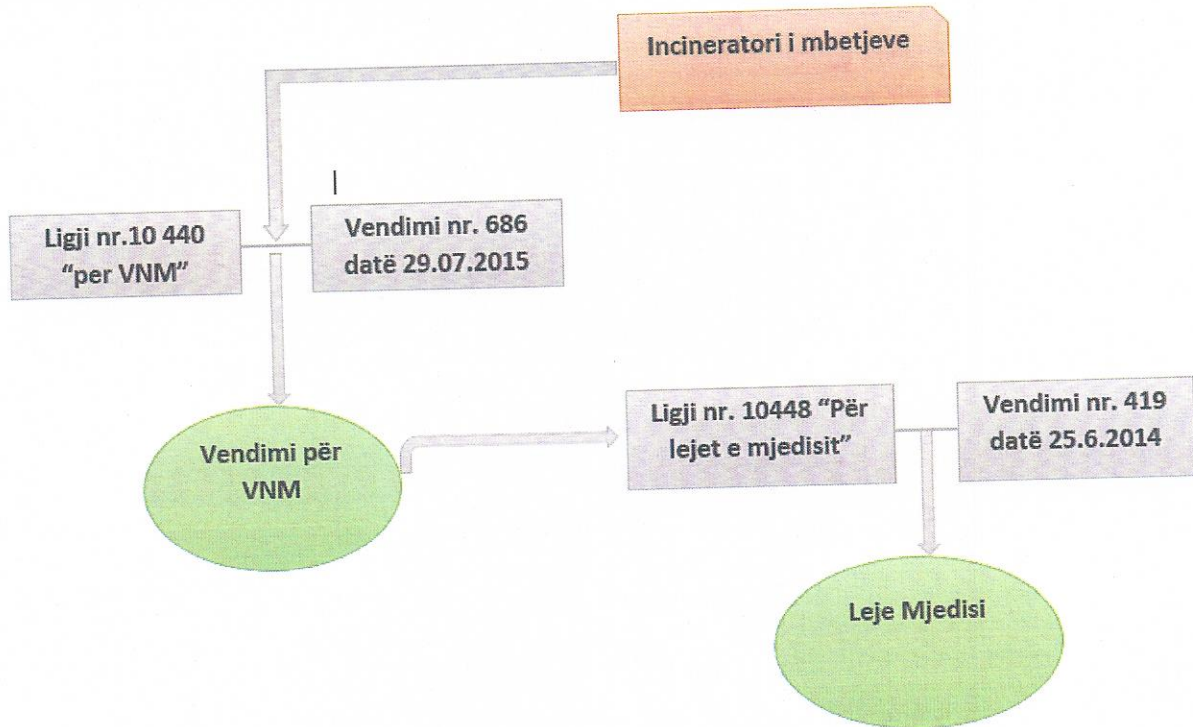 Incineratori i mbetjeve
Ligji nr.10 440
“per VNM”
Vendimi nr. 686
datë 29.07.2015
Vendimi për
VNM
Ligji nr. 10448 “Për
lejet e mjedisit”
Vendimi nr. 419
datë 25.6.2014
Leje Mjedisi